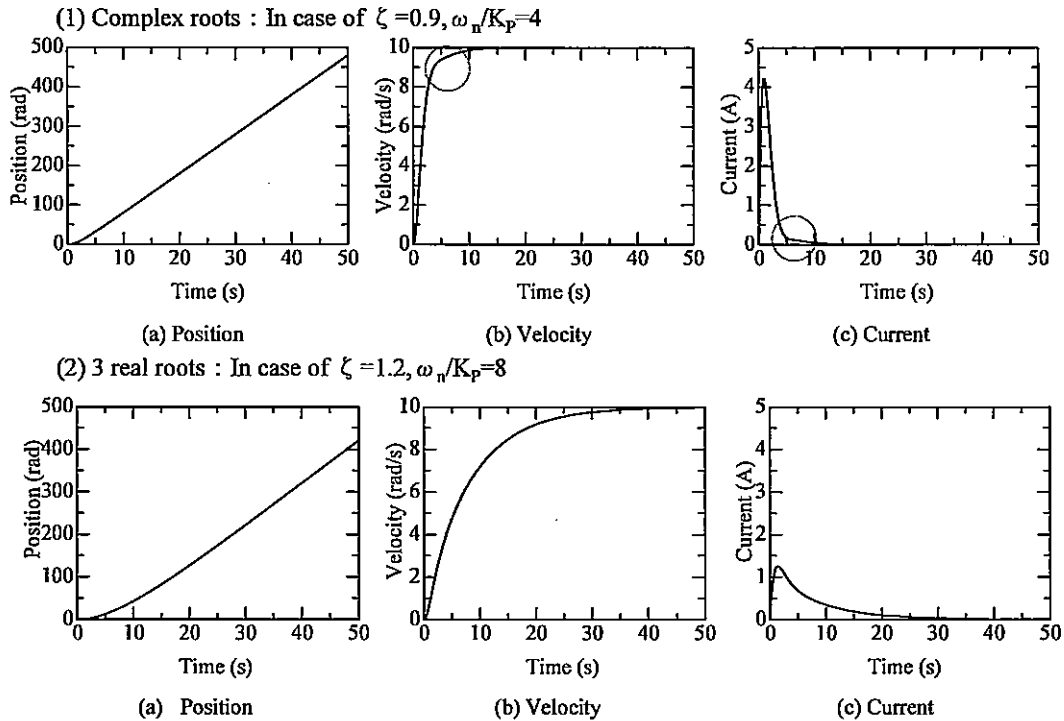 (1) Complex roots : In case of ζ =0.9, ωn/KP=4
500
400
300
200
100
0
Position (rad)
0 10 20 30 40 50
Time (s)
(a) Position
10
8
6
4
2
0
Velocity (rad/s)
0 10 20 30 40 50
Time (s)
(b) Velocity
5
4
3
2
1
0
Current (A)
0 10 20 30 40 50
Time (s)
(c) Current
(2) 3 real roots : In case of ζ =1.2, ωn/KP=8
500
400
300
200
100
0
Position (rad)
0 10 20 30 40 50
Time (s)
(a) Position
10
8
6
4
2
0
Velocity (rad/s)
0 10 20 30 40 50
Time (s)
(b) Velocity
5
4
3
2
1
0
Current (A)
0 10 20 30 40 50
Time (s)
(c) Current